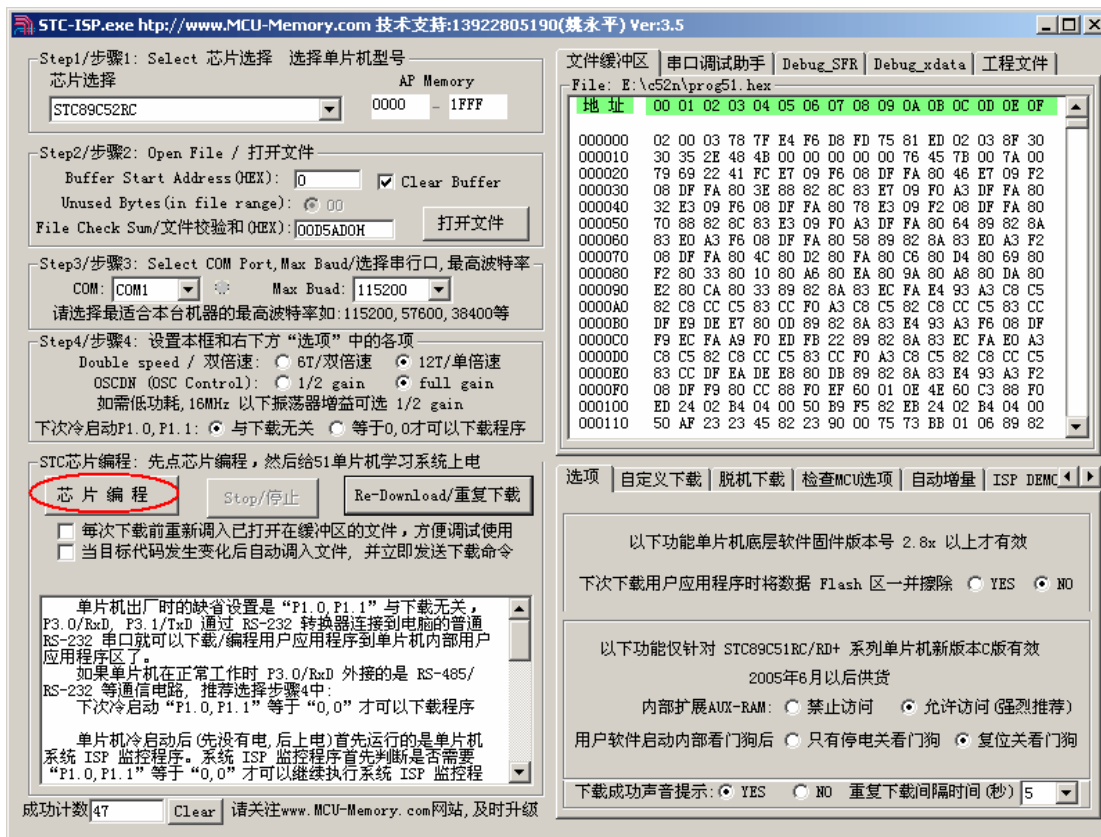 STC-ISP.exe htp://www.MCU-Memory.com 技术支持:13922805190(姚永平) Ver:3.5
Step1/步骤1: Select 芯片选择 选择单片机型号
芯片选择
AP Memory
STC89C52RC
0000 - 1FFF
Step2/步骤2: Open File / 打开文件
Buffer Start Address(HEX): 0
Clear Buffer
Unused Bytes(in file range): 00
File Check Sum/文件校验和(HEX): 00D5AD0H
打开文件
Step3/步骤3: Select COM Port,Max Baud/选择串行口,最高波特率
COM: COM1
Max Buad: 115200
请选择最适合本台机器的最高波特率如:115200,57600,38400等
Step4/步骤4: 设置本框和右下方“选项”中的各项
Double speed / 双倍速: 6T/双倍速 12T/单倍速
OSCDN (OSC Control): 1/2 gain full gain
如需低功耗,16MHz 以下振荡器增益可选 1/2 gain
下次冷启动P1.0,P1.1: 与下载无关 等于0,0才可以下载程序
STC芯片编程: 先点芯片编程,然后给51单片机学习系统上电
芯片编程
Stop/停止
Re-Download/重复下载
每次下载前重新调入已打开在缓冲区的文件,方便调试使用
当目标代码发生变化后自动调入文件, 并立即发送下载命令
单片机出厂时的缺省设置是“P1.0,P1.1”与下载无关,
P3.0/RxD, P3.1/TxD 通过 RS-232 转换器连接到电脑的普通
RS-232 串口就可以下载/编程用户应用程序到单片机内部用户
应用程序区了。
如果单片机在正常工作时 P3.0/RxD 外接的是 RS-485/
RS-232 等通信电路, 推荐选择步骤4中:
下次冷启动“P1.0,P1.1”等于“0,0”才可以下载程序
单片机冷启动后(先没有电,后上电)首先运行的是单片机
系统 ISP 监控程序。系统 ISP 监控程序首先判断是否需要
“P1.0,P1.1”等于“0,0”才可以继续执行系统 ISP 监控程
成功计数 47
Clear
请关注www.MCU-Memory.com网站,及时升级
文件缓冲区 串口调试助手 Debug_SFR Debug_xdata 工程文件
File: E:\c52n\prog51.hex
地址 00 01 02 03 04 05 06 07 08 09 0A 0B 0C 0D 0E 0F
000000 02 00 03 78 7F E4 F6 D8 FD 75 81 ED 02 03 8F 30
000010 30 35 2E 48 4B 00 00 00 00 00 76 45 7B 00 7A 00
000020 79 69 22 41 FC E7 09 F6 08 DF FA 80 46 E7 09 F2
000030 08 DF FA 80 3E 88 82 8C 83 E7 09 F0 A3 DF FA 80
000040 32 E3 09 F6 08 DF FA 80 78 E3 09 F2 08 DF FA 80
000050 70 88 82 8C 83 E3 09 F0 A3 DF FA 80 64 89 82 8A
000060 83 E0 A3 F6 08 DF FA 80 58 89 82 8A 83 E0 A3 F2
000070 08 DF FA 80 4C 80 D2 80 FA 80 C6 80 D4 80 69 80
000080 F2 80 33 80 10 80 A6 80 EA 80 9A 80 A8 80 DA 80
000090 E2 80 CA 80 33 89 82 8A 83 EC FA E4 93 A3 C8 C5
0000A0 82 C8 CC C5 83 CC F0 A3 C8 C5 82 C8 CC C5 83 CC
0000B0 DF E9 DE E7 80 0D 89 82 8A 83 E4 93 A3 F6 08 DF
0000C0 F9 EC FA A9 F0 ED FB 22 89 82 8A 83 EC FA E0 A3
0000D0 C8 C5 82 C8 CC C5 83 CC F0 A3 C8 C5 82 C8 CC C5
0000E0 83 CC DF EA DE E8 80 DB 89 82 8A 83 E4 93 A3 F2
0000F0 08 DF F9 80 CC 88 F0 EF 60 01 0E 4E 60 C3 88 F0
000100 ED 24 02 B4 04 00 50 B9 F5 82 EB 24 02 B4 04 00
000110 50 AF 23 23 45 82 23 90 00 75 73 BB 01 06 89 82
选项 自定义下载 脱机下载 检查MCU选项 自动增量 ISP DEMC
以下功能单片机底层软件固件版本号 2.8x 以上才有效
下次下载用户应用程序时将数据 Flash 区一并擦除 YES NO
以下功能仅针对 STC89C51RC/RD+ 系列单片机新版本C版有效
2005年6月以后供货
内部扩展AUX-RAM: 禁止访问 允许访问(强烈推荐)
用户软件启动内部看门狗后 只有停电关看门狗 复位关看门狗
下载成功声音提示: YES NO 重复下载间隔时间(秒) 5